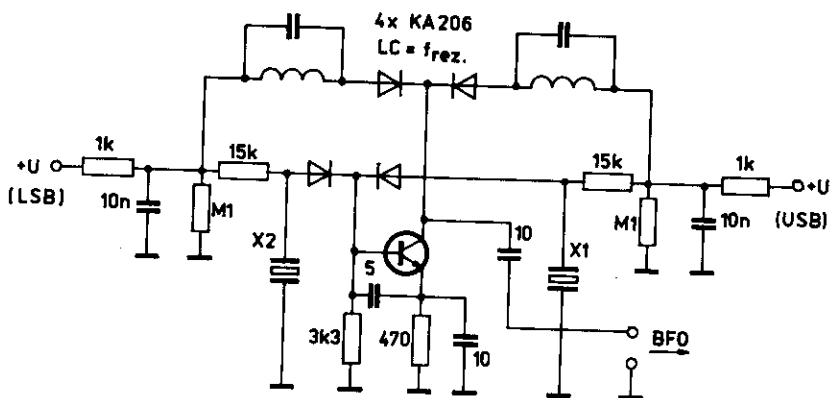 4x KA206
LC = f rez.
1k
+U
(LSB)
10n
M1
15k
X2
5
3k3
470
10
10
15k
X1
M1
1k
10n
+U
(USB)
BFO